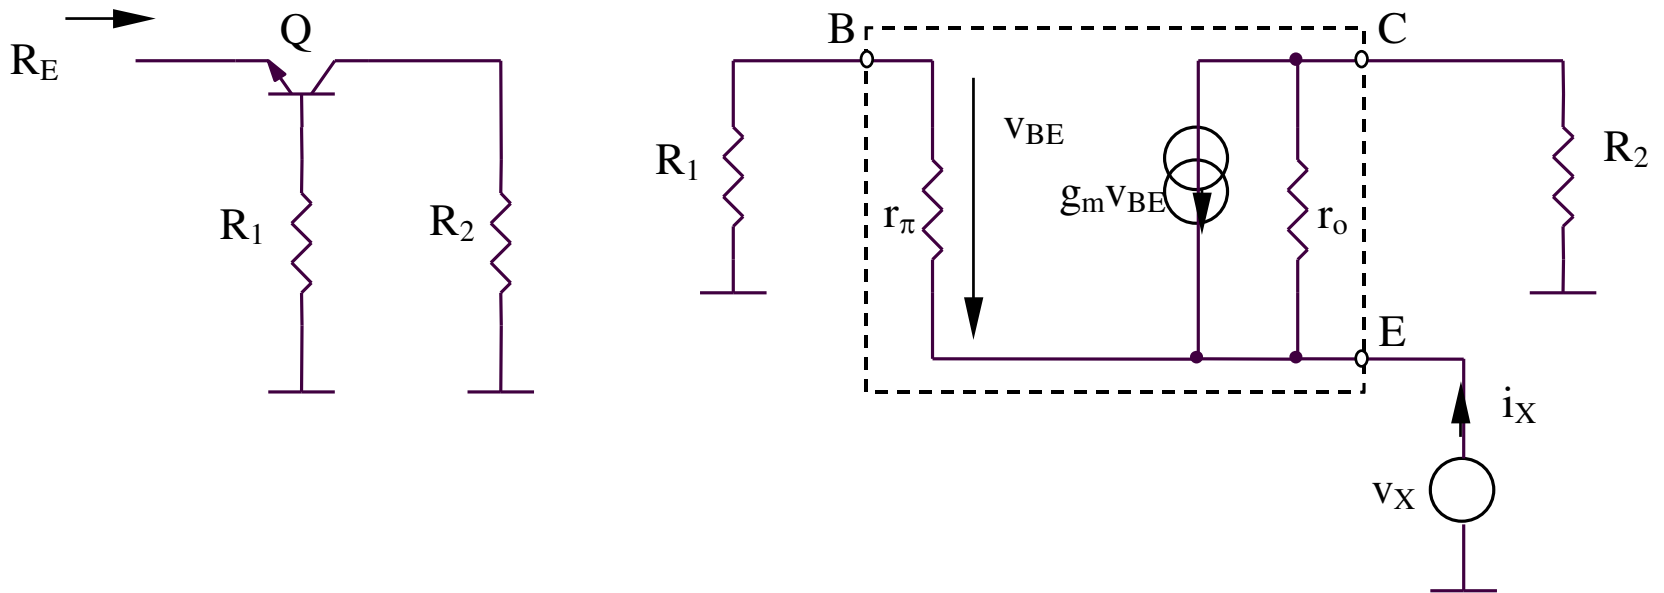 Q
R_E
R_1
R_2
B
C
v_BE
R_1
r_π
g_m v_BE
r_o
R_2
E
i_X
v_X